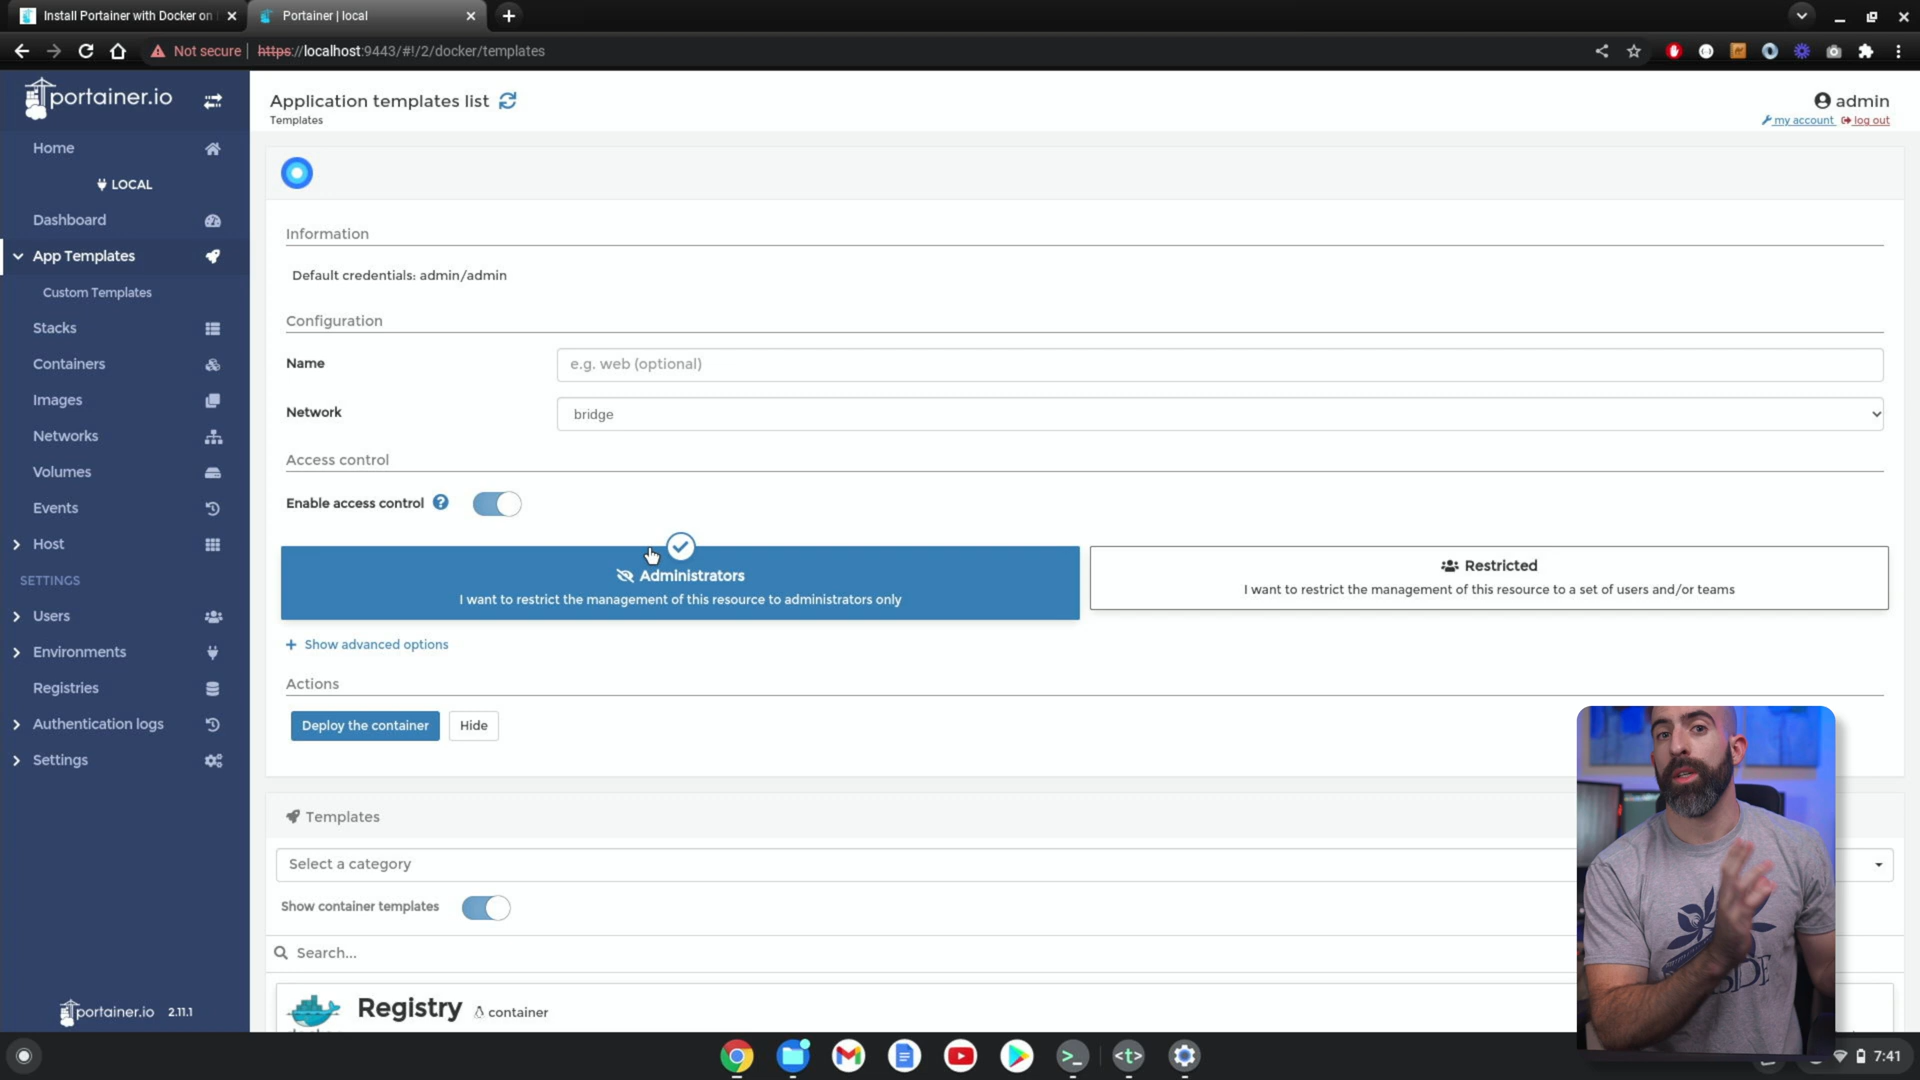 Install Portainer with Docker on
Portainer | local
Not secure
https://localhost:9443/#!/2/docker/templates
portainer.io
Application templates list
Templates
admin
my account
log out
Home
LOCAL
Dashboard
App Templates
Custom Templates
Stacks
Containers
Images
Networks
Volumes
Events
Host
SETTINGS
Users
Environments
Registries
Authentication logs
Settings
portainer.io 2.11.1
Information
Default credentials: admin/admin
Configuration
Name
e.g. web (optional)
Network
bridge
Access control
Enable access control
Administrators
I want to restrict the management of this resource to administrators only
Restricted
I want to restrict the management of this resource to a set of users and/or teams
+ Show advanced options
Actions
Deploy the container
Hide
Templates
Select a category
Show container templates
Search...
Registry
container
7:41